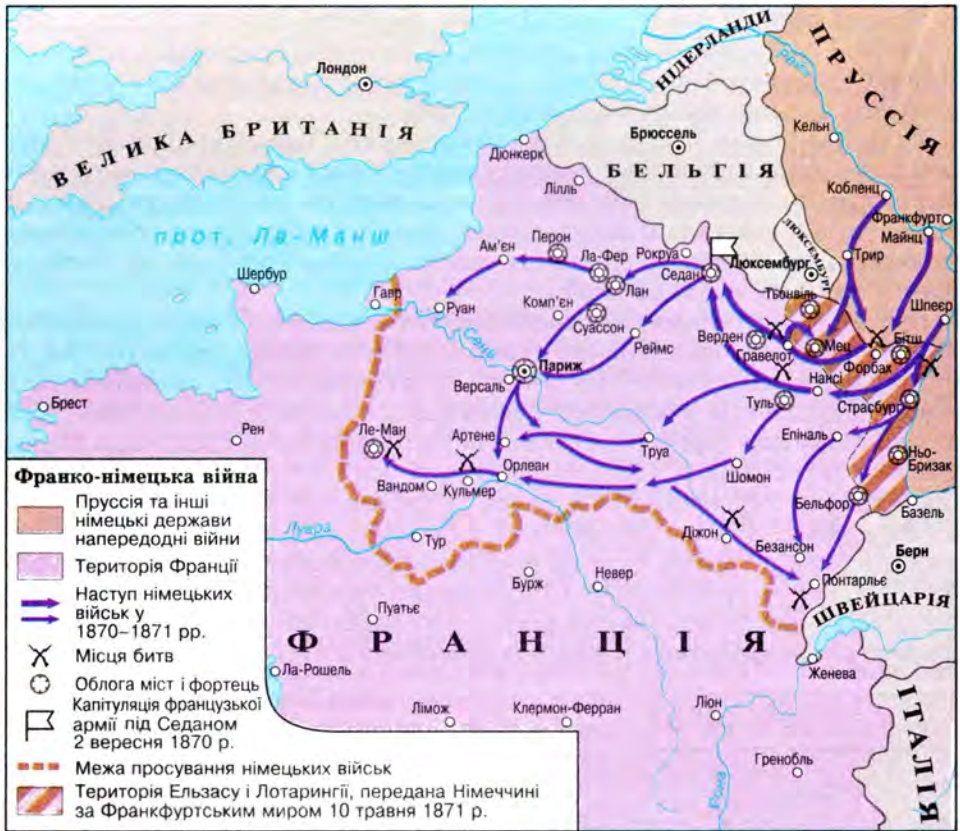 НІДЕРЛАНДИ
ПРУССІЯ
Рейн
Лондон
ВЕЛИКА БРИТАНІЯ
Брюссель
Кельн
Дюнкерк
БЕЛЬГІЯ
Лілль
Кобленц
Франкфурт
Майнц
прот. Ла-Манш
ЛЮКСЕМБУРГ
Люксембург
Трир
Ам'єн
Перон
Ла-Фер
Рокруа
Седан
Шербур
Гавр
Руан
Лан
Тьонвіль
Шпеєр
Комп'єн
Суассон
Верден
Мец
Бітш
Сена
Реймс
Гравелот
Форбах
Париж
Версаль
Нансі
Туль
Страсбург
Брест
Рен
Ле-Ман
Артене
Труа
Епіналь
Ньо-
Бризак
Орлеан
Шомон
Вандом
Кульмер
Бельфор
Базель
Луара
Тур
Діжон
Безансон
Берн
Бурж
Невер
Понтарльє
ШВЕЙЦАРІЯ
Пуатьє
ФРАНЦІЯ
Ла-Рошель
Женева
Лімож
Клермон-Ферран
Ліон
ІТАЛІЯ
Гренобль
Рона
Франко-німецька війна
Пруссія та інші
німецькі держави
напередодні війни
Територія Франції
Наступ німецьких
військ у
1870–1871 рр.
Місця битв
Облога міст і фортець
Капітуляція французької
армії під Седаном
2 вересня 1870 р.
Межа просування німецьких військ
Територія Ельзасу і Лотарингії, передана Німеччині
за Франкфуртським миром 10 травня 1871 р.